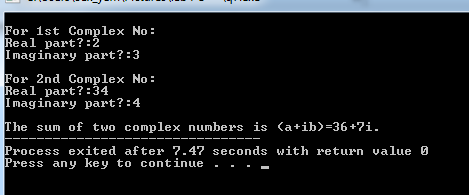 For 1st Complex No:
Real part?:2
Imaginary part?:3
For 2nd Complex No:
Real part?:34
Imaginary part?:4
The sum of two complex numbers is (a+ib)=36+7i.
--------------------------------
Process exited after 7.47 seconds with return value 0
Press any key to continue . . . _